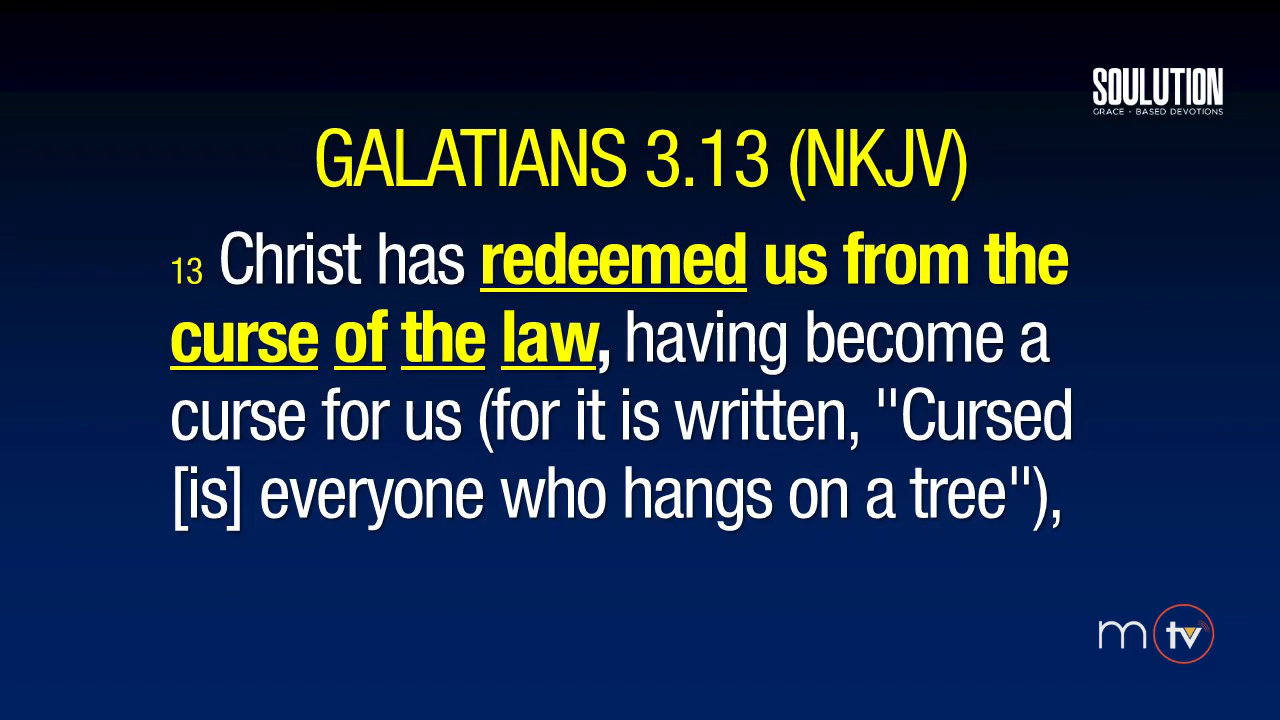 SOULUTION
GRACE - BASED DEVOTIONS
GALATIANS 3.13 (NKJV)
13 Christ has redeemed us from the
curse of the law, having become a
curse for us (for it is written, "Cursed
[is] everyone who hangs on a tree"),
m tv